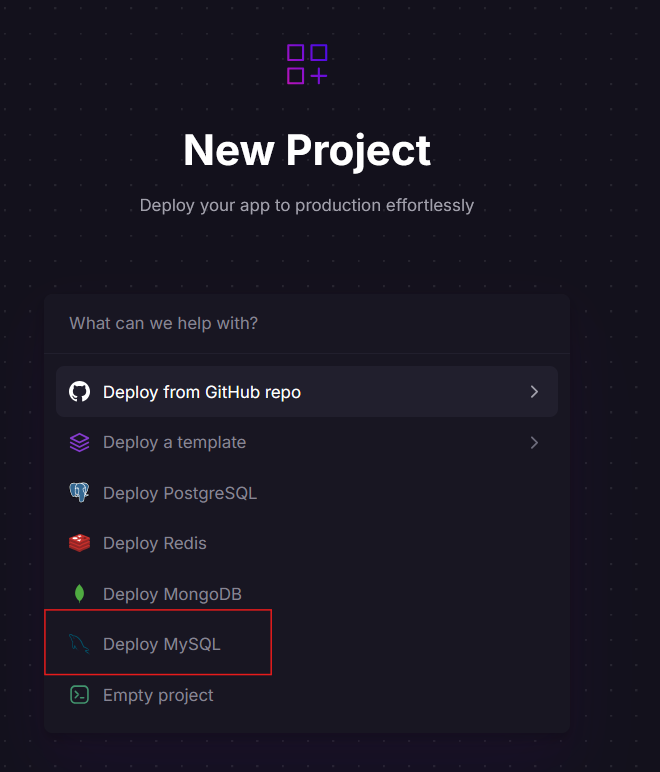 New Project
Deploy your app to production effortlessly
What can we help with?
Deploy from GitHub repo
Deploy a template
Deploy PostgreSQL
Deploy Redis
Deploy MongoDB
Deploy MySQL
Empty project